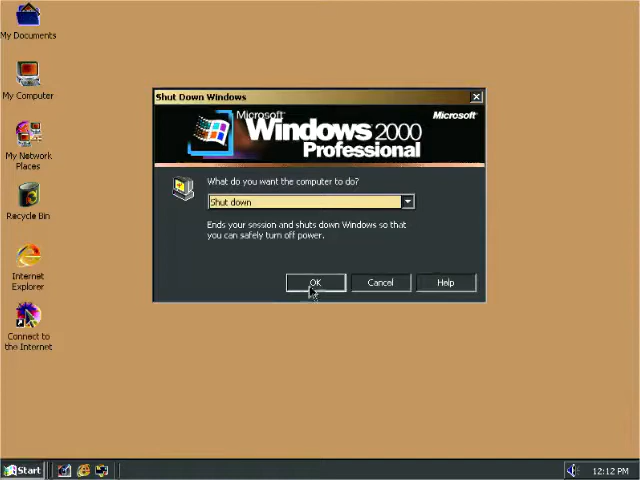 My Documents
My Computer
My Network
Places
Recycle Bin
Internet
Explorer
Connect to
the Internet
Shut Down Windows
Microsoft
Microsoft
Windows 2000
Professional
What do you want the computer to do?
Shut down
Ends your session and shuts down Windows so that
you can safely turn off power.
OK
Cancel
Help
Start
12:12 PM